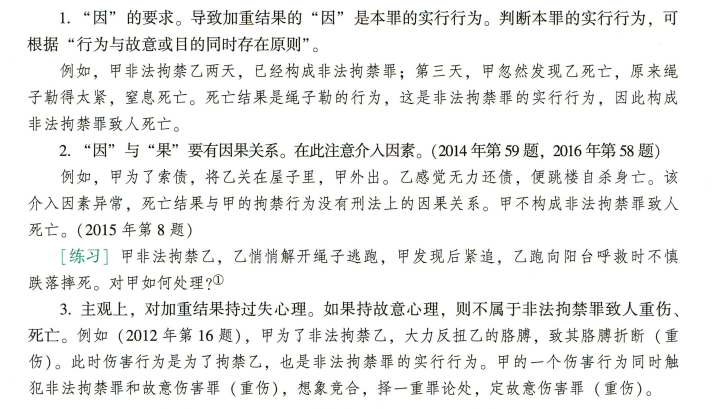 1. “因”的要求。导致加重结果的“因”是本罪的实行行为。判断本罪的实行行为，可
根据“行为与故意或目的同时存在原则”。
例如，甲非法拘禁乙两天，已经构成非法拘禁罪；第三天，甲忽然发现乙死亡，原来绳
子勒得太紧，窒息死亡。死亡结果是绳子勒的行为，这是非法拘禁罪的实行行为，因此构成
非法拘禁罪致人死亡。
2. “因”与“果”要有因果关系。在此注意介入因素。（2014 年第 59 题，2016 年第 58 题）
例如，甲为了索债，将乙关在屋子里，甲外出。乙感觉无力还债，便跳楼自杀身亡。该
介入因素异常，死亡结果与甲的拘禁行为没有刑法上的因果关系。甲不构成非法拘禁罪致人
死亡。（2015 年第 8 题）
［练习］甲非法拘禁乙，乙悄悄解开绳子逃跑，甲发现后紧追，乙跑向阳台呼救时不慎
跌落摔死。对甲如何处理?①
3. 主观上，对加重结果持过失心理。如果持故意心理，则不属于非法拘禁罪致人重伤、
死亡。例如（2012 年第 16 题），甲为了非法拘禁乙，大力反扭乙的胳膊，致其胳膊折断（重
伤）。此时伤害行为是为了拘禁乙，也是非法拘禁罪的实行行为。甲的一个伤害行为同时触
犯非法拘禁罪和故意伤害罪（重伤），想象竞合，择一重罪论处，定故意伤害罪（重伤）。